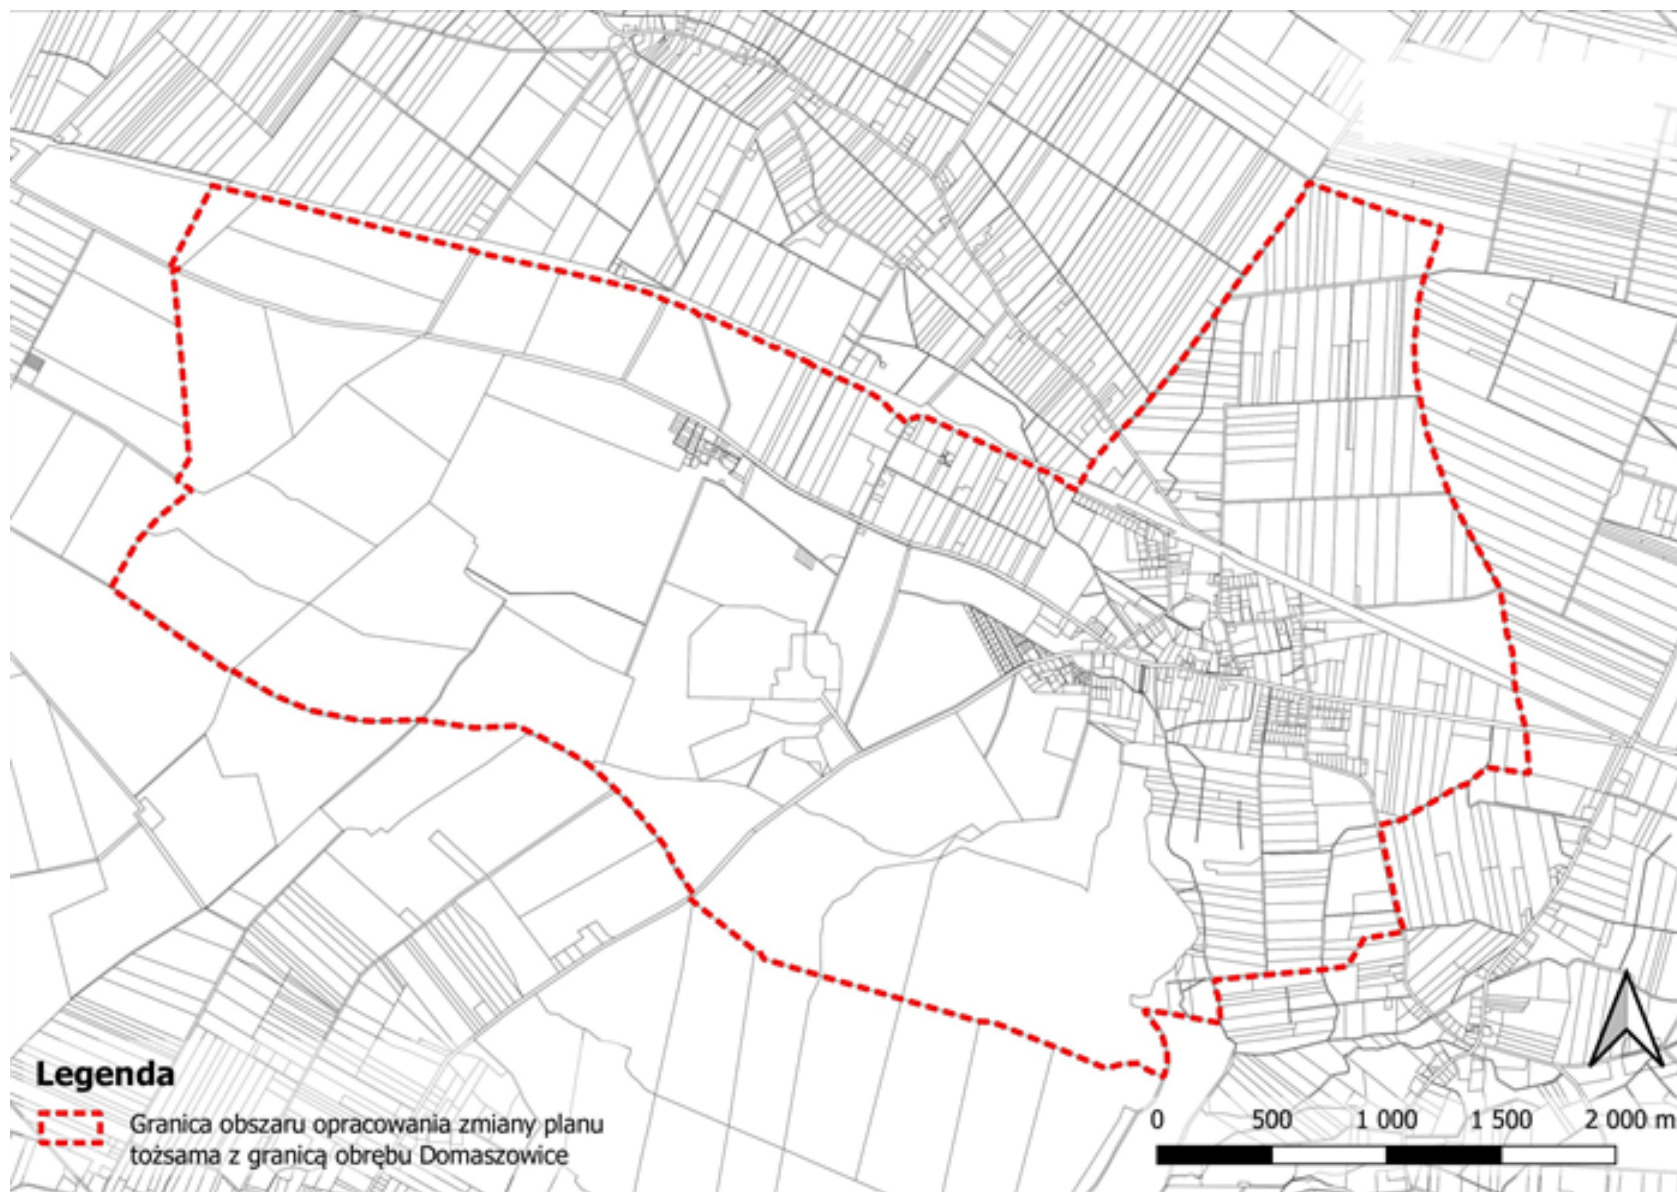 Legenda
Granica obszaru opracowania zmiany planu
tożsama z granicą obrębu Domaszowice
0 500 1 000 1 500 2 000 m